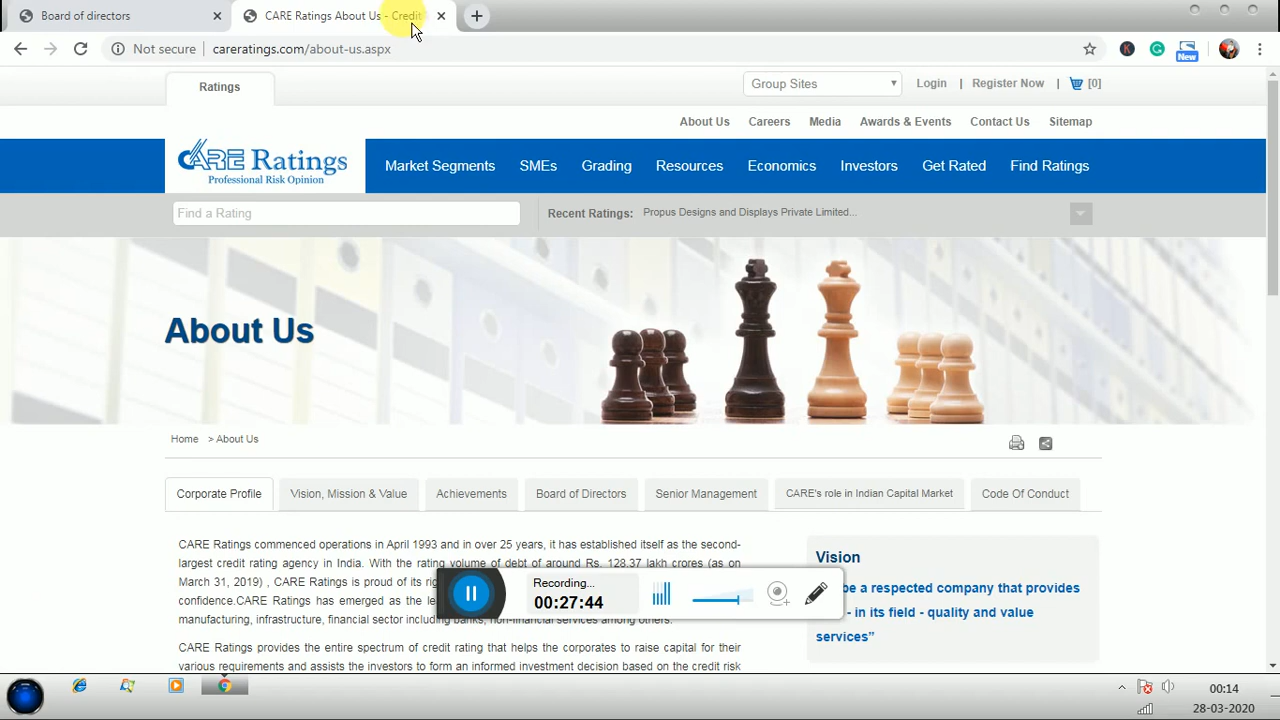 Board of directors
CARE Ratings About Us - Credit
Not secure
careratings.com/about-us.aspx
New
Ratings
Group Sites
Login | Register Now | [0]
About Us Careers Media Awards & Events Contact Us Sitemap
CARE Ratings
Professional Risk Opinion
Market Segments SMEs Grading Resources Economics Investors Get Rated Find Ratings
Find a Rating
Recent Ratings: Propus Designs and Displays Private Limited...
About Us
Home > About Us
Corporate Profile Vision, Mission & Value Achievements Board of Directors Senior Management CARE's role in Indian Capital Market Code Of Conduct
CARE Ratings commenced operations in April 1993 and in over 25 years, it has established itself as the second-
largest credit rating agency in India. With the rating volume of debt of around Rs. 128.37 lakh crores (as on
March 31, 2019) , CARE Ratings is proud of its
confidence.CARE Ratings has emerged as the
manufacturing, infrastructure, financial sector including banks, non-financial services among others.
CARE Ratings provides the entire spectrum of credit rating that helps the corporates to raise capital for their
various requirements and assists the investors to form an informed investment decision based on the credit risk
Vision
be a respected company that provides
- in its field - quality and value
services”
Recording...
00:27:44
00:14
28-03-2020